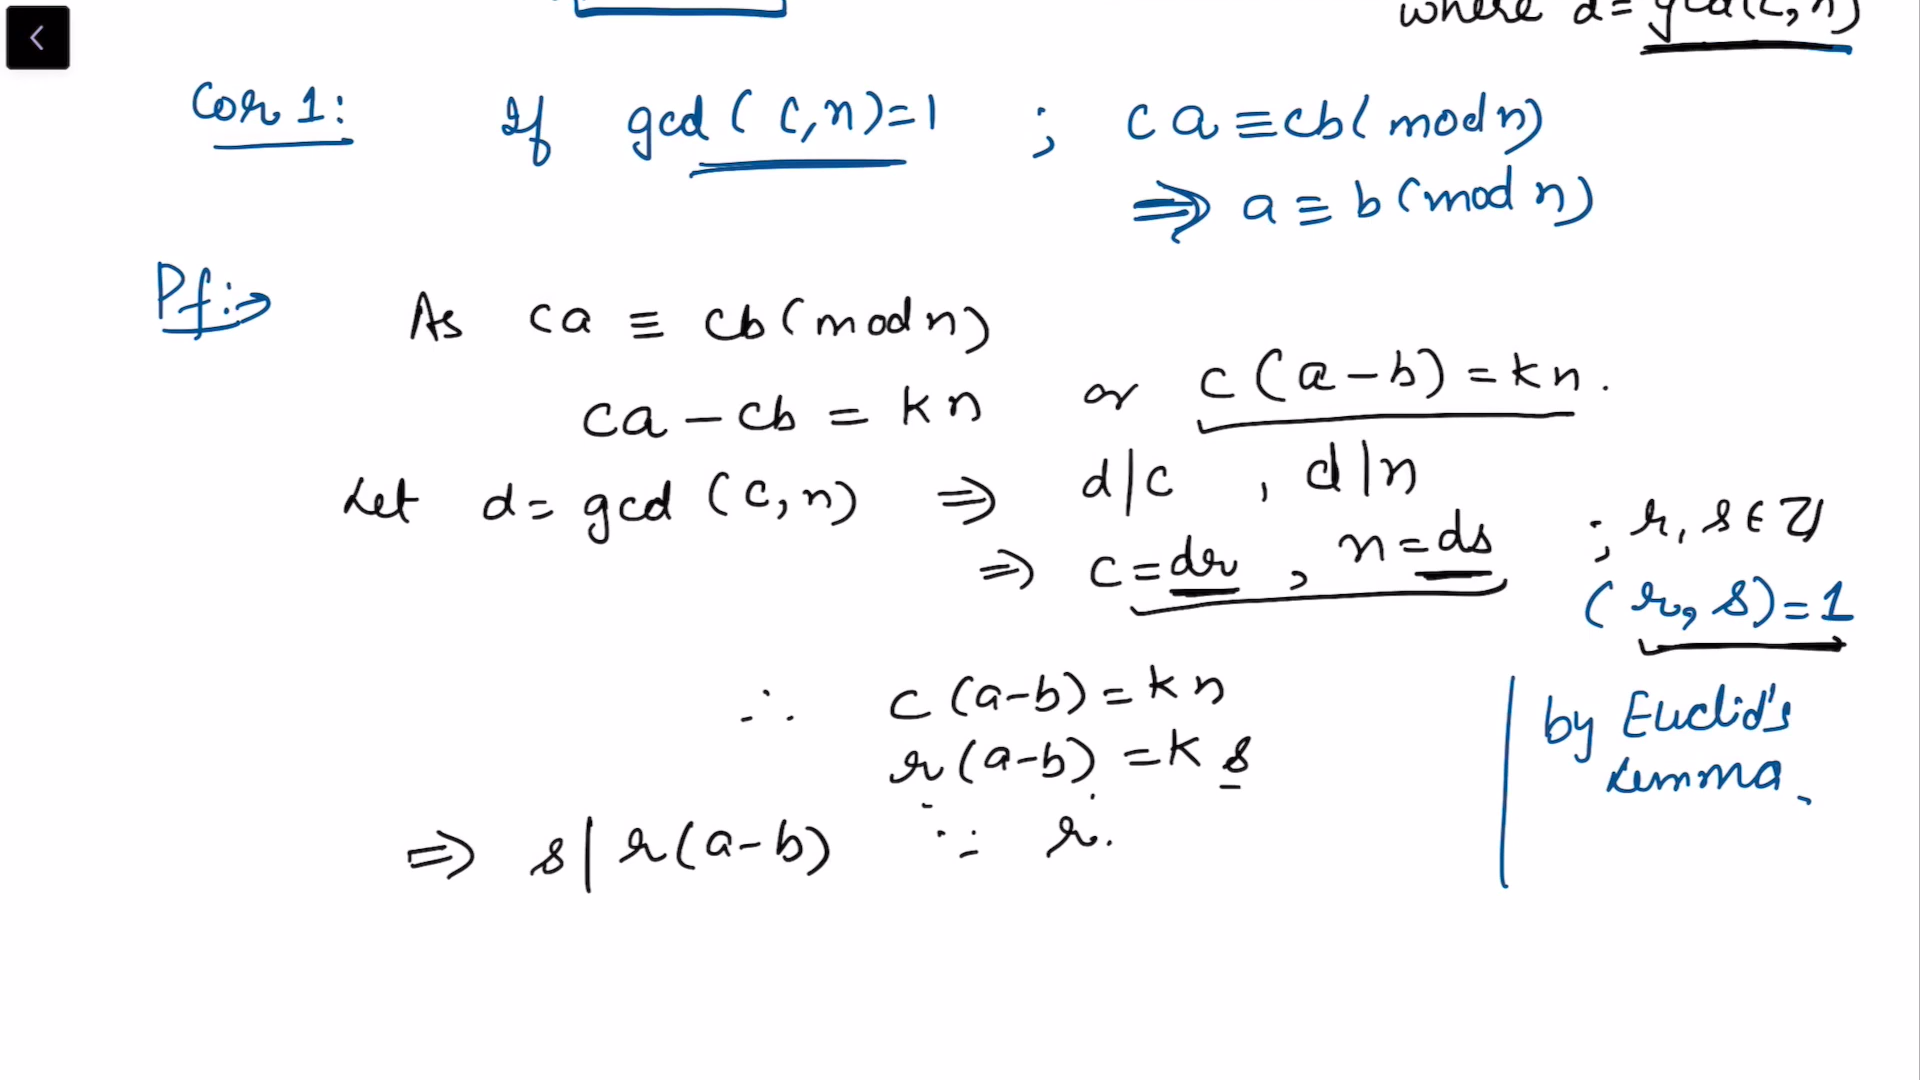 where d = gcd(c, n)
Cor 1: If gcd(c, n) = 1 ; ca ≡ cb (mod n)
⇒ a ≡ b (mod n)
Pf:→ As ca ≡ cb (mod n)
ca - cb = kn or c(a - b) = kn.
Let d = gcd (c, n) ⇒ d|c , d|n
⇒ c = dr , n = ds ; r, s ∈ Z
(r, s) = 1
∴ c (a-b) = kn
by Euclid's
Lemma.
r (a-b) = k s
⇒ s | r(a-b) ∵ r.